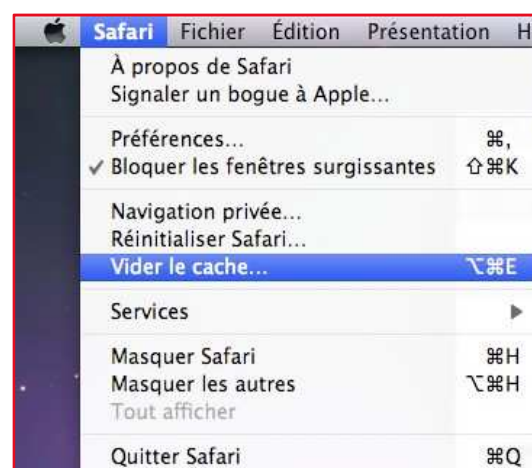 Safari Fichier Édition Présentation H
À propos de Safari
Signaler un bogue à Apple...
Préférences... ⌘,
✓ Bloquer les fenêtres surgissantes ⇧⌘K
Navigation privée...
Réinitialiser Safari...
Vider le cache... ⌥⌘E
Services ▶
Masquer Safari ⌘H
Masquer les autres ⌥⌘H
Tout afficher
Quitter Safari ⌘Q